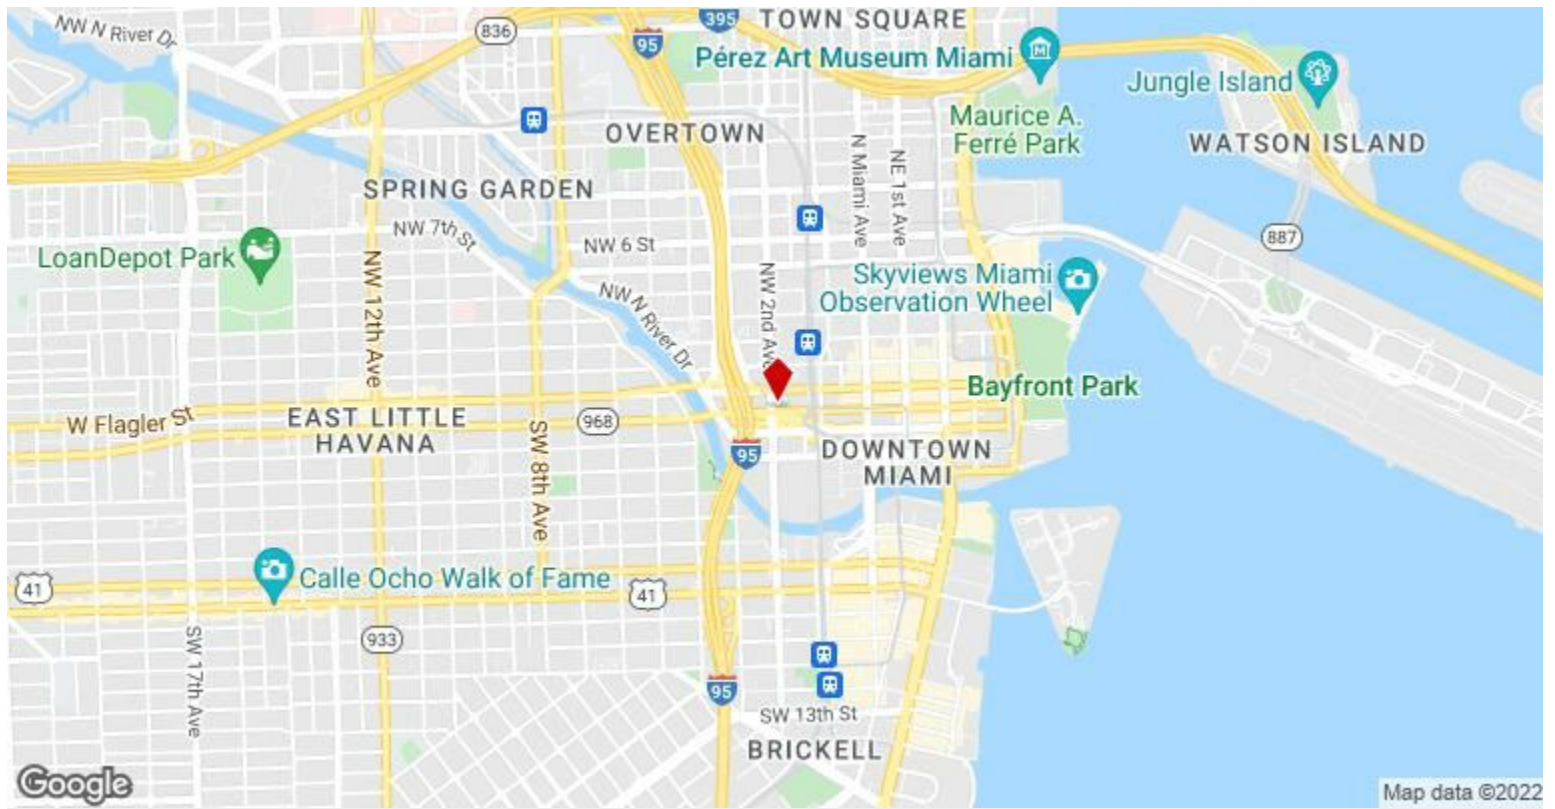 NW N River Dr
836
95
395
TOWN SQUARE
Pérez Art Museum Miami
Jungle Island
OVERTOWN
Maurice A.
Ferré Park
WATSON ISLAND
N Miami Ave
NE 1st Ave
SPRING GARDEN
NW 7th St
NW 6 St
887
LoanDepot Park
NW 12th Ave
NW N River Dr
NW 2nd Ave
Skyviews Miami
Observation Wheel
Bayfront Park
W Flagler St
EAST LITTLE
HAVANA
968
SW 8th Ave
95
DOWNTOWN
MIAMI
41
Calle Ocho Walk of Fame
41
SW 17th Ave
933
95
SW 13th St
BRICKELL
Google
Map data ©2022